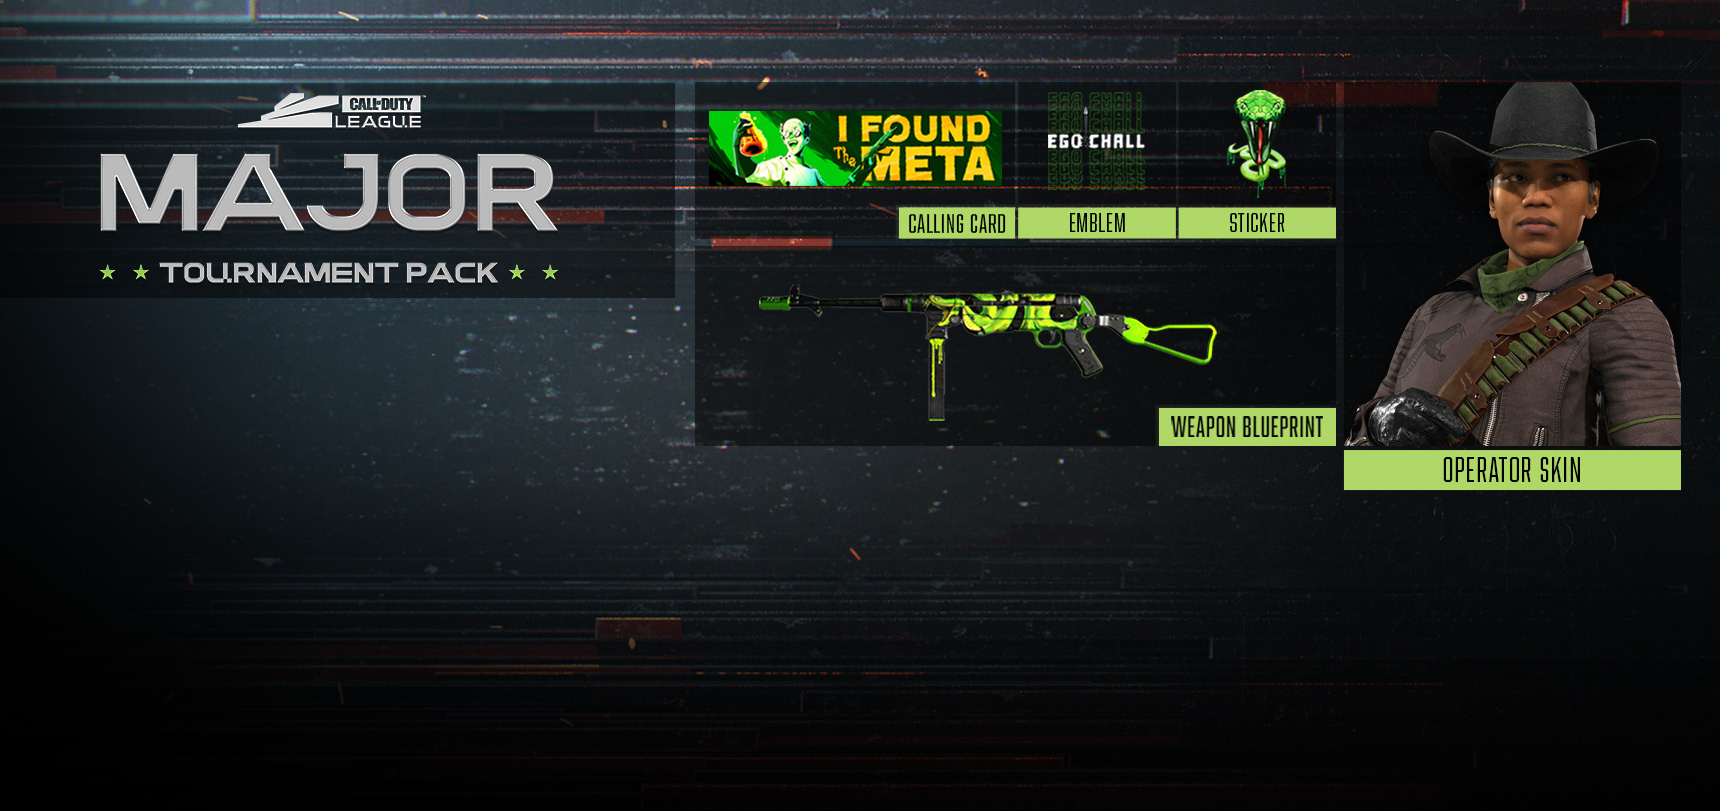 CALL OF DUTY
LEAGUE
MAJOR
TOURNAMENT PACK
I FOUND
The META
EGO CHALL
CALLING CARD
EMBLEM
STICKER
WEAPON BLUEPRINT
OPERATOR SKIN